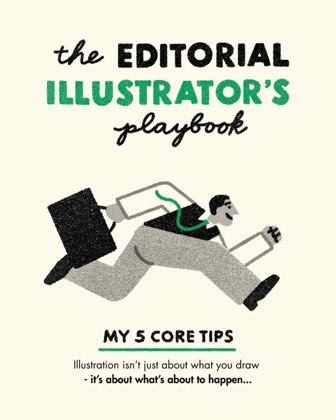 the EDITORIAL
ILLUSTRATOR'S
playbook
MY 5 CORE TIPS
Illustration isn't just about what you draw
- it's about what's about to happen...